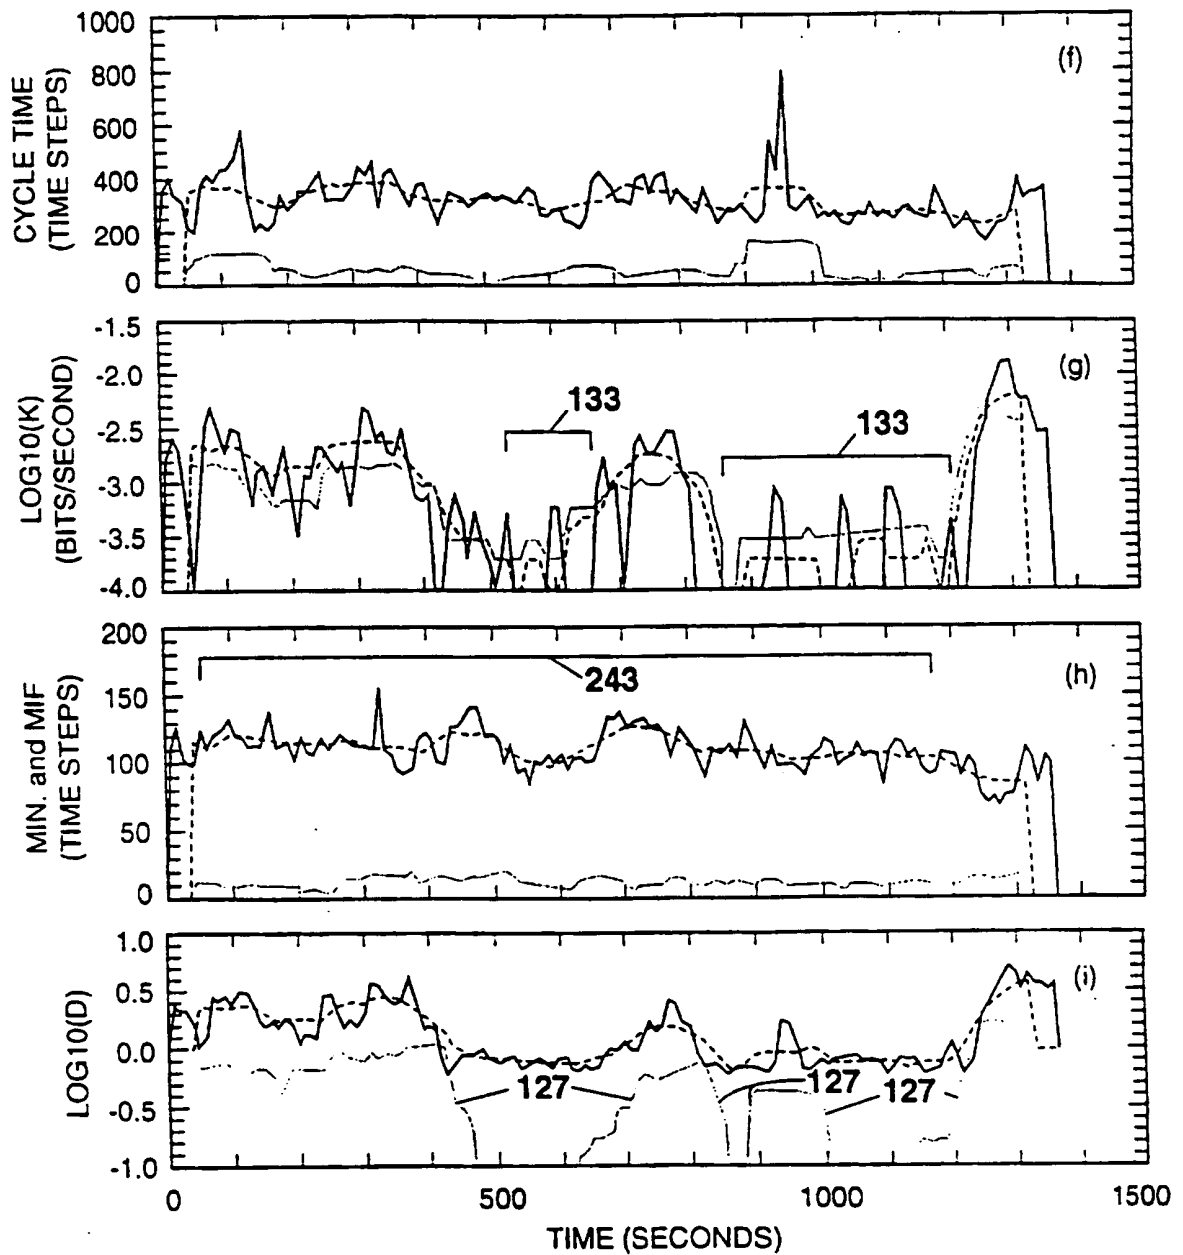 CYCLE TIME
(TIME STEPS)
1000
800
600
400
200
0
(f)
LOG10(K)
(BITS/SECOND)
-1.5
-2.0
-2.5
-3.0
-3.5
-4.0
133
133
(g)
MIN. and MIF
(TIME STEPS)
200
150
100
50
0
243
(h)
LOG10(D)
1.0
0.5
0.0
-0.5
-1.0
127
127
127
(i)
0 500 1000 1500
TIME (SECONDS)